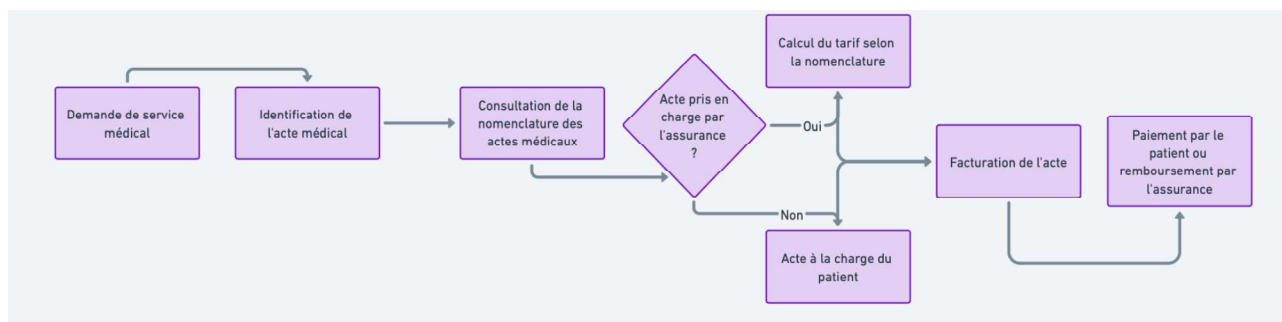 Demande de service
médical
Identification de
l'acte médical
Consultation de la
nomenclature des
actes médicaux
Acte pris en
charge par
l'assurance
?
Oui
Non
Calcul du tarif selon
la nomenclature
Acte à la charge du
patient
Facturation de l'acte
Paiement par le
patient ou
remboursement par
l'assurance